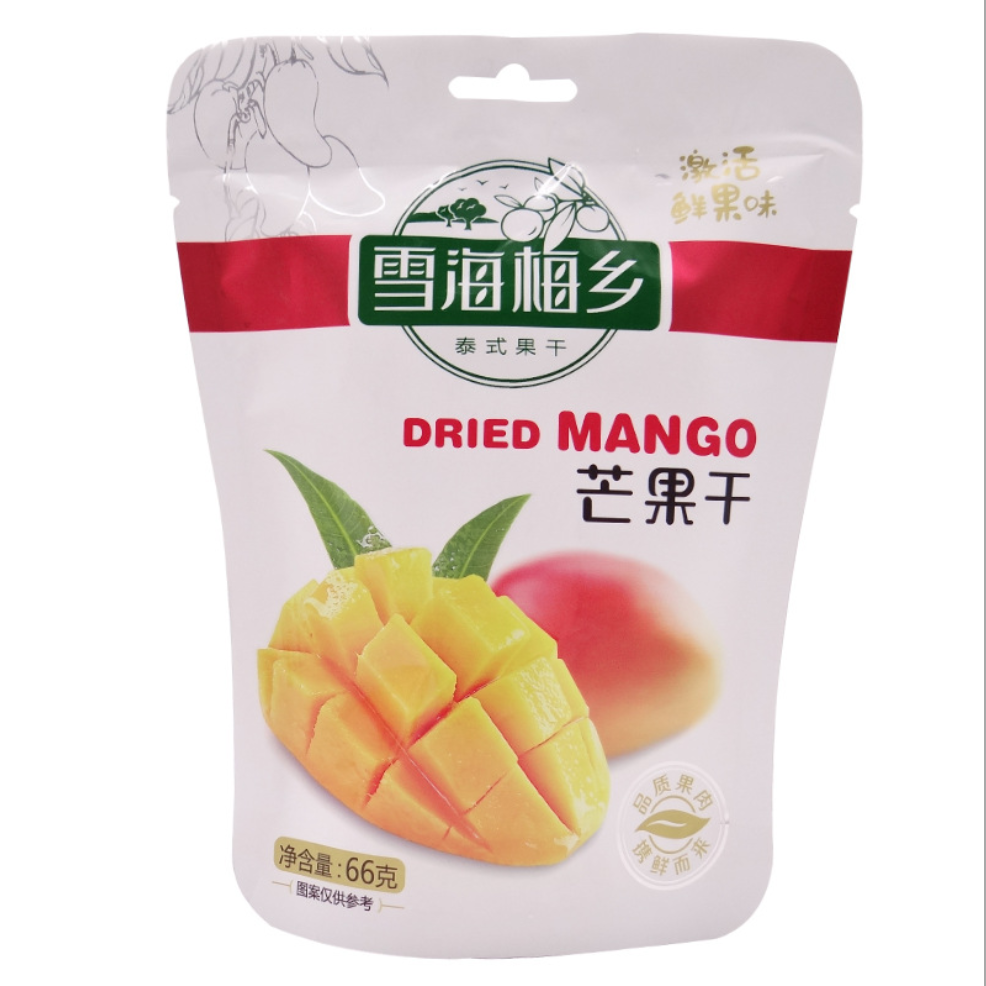 激活
鲜果味
雪海梅乡
泰式果干
DRIED MANGO
芒果干
品质果肉
携鲜而来
净含量:66克
图案仅供参考